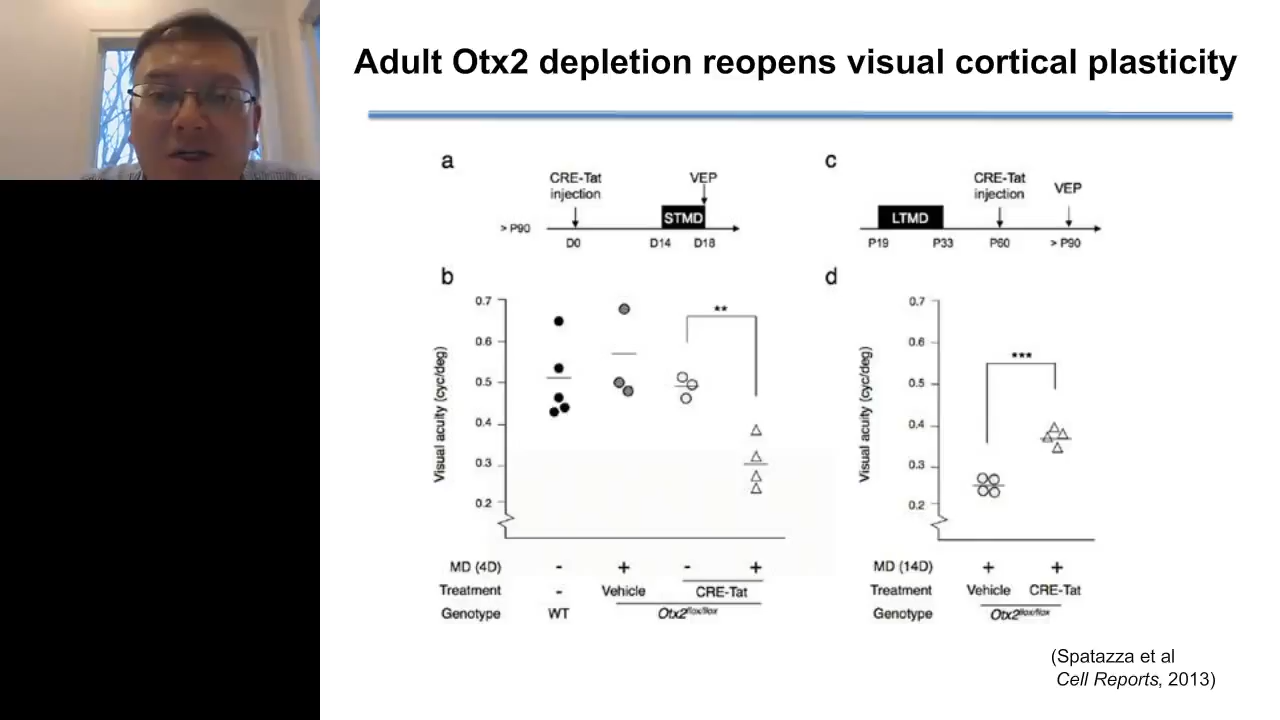 Adult Otx2 depletion reopens visual cortical plasticity
a
CRE-Tat
injection
VEP
STMD
> P90
D0
D14
D18
b
0.7
0.6
0.5
0.4
0.3
0.2
Visual acuity (cyc/deg)
**
MD (4D)
-
+
-
+
Treatment
-
Vehicle
CRE-Tat
Genotype
WT
Otx2flox/flox
c
CRE-Tat
injection
VEP
LTMD
P19
P33
P60
> P90
d
0.7
0.6
0.5
0.4
0.3
0.2
Visual acuity (cyc/deg)
***
MD (14D)
+
+
Treatment
Vehicle
CRE-Tat
Genotype
Otx2flox/flox
(Spatazza et al
Cell Reports, 2013)